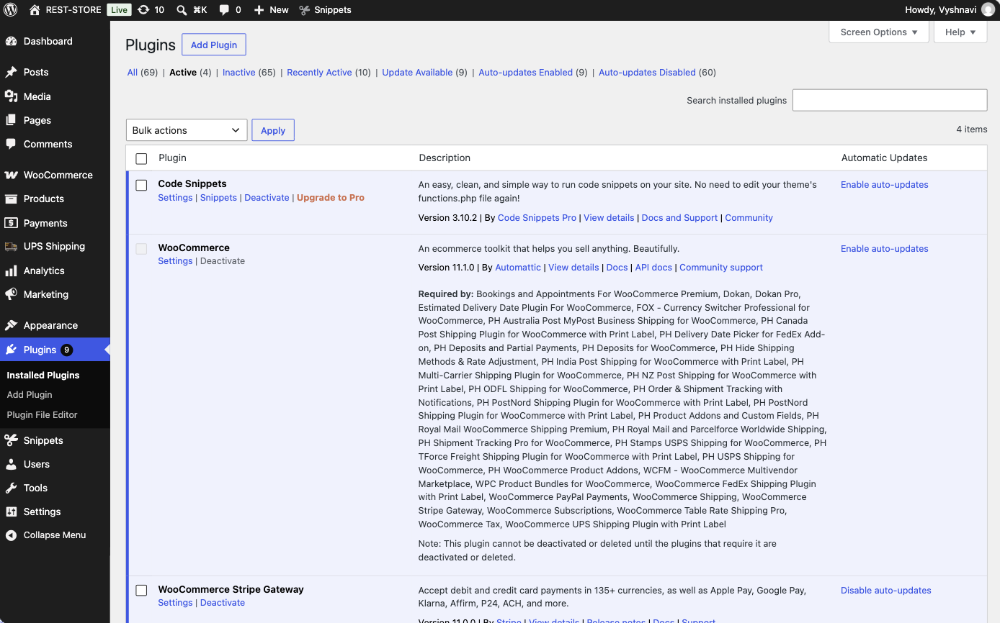 REST-STORE Live 10 ⌘K 0 New Snippets Howdy, Vyshnavi
Screen Options ▼ Help ▼
Dashboard
Posts
Media
Pages
Comments
WooCommerce
Products
Payments
UPS Shipping
Analytics
Marketing
Appearance
Plugins 9
Installed Plugins
Add Plugin
Plugin File Editor
Snippets
Users
Tools
Settings
Collapse Menu
Plugins Add Plugin
All (69) | Active (4) | Inactive (65) | Recently Active (10) | Update Available (9) | Auto-updates Enabled (9) | Auto-updates Disabled (60)
Search installed plugins
Bulk actions Apply 4 items
Plugin Description Automatic Updates
Code Snippets
Settings | Snippets | Deactivate | Upgrade to Pro
An easy, clean, and simple way to run code snippets on your site. No need to edit your theme's
functions.php file again!
Version 3.10.2 | By Code Snippets Pro | View details | Docs and Support | Community
Enable auto-updates
WooCommerce
Settings | Deactivate
An ecommerce toolkit that helps you sell anything. Beautifully.
Version 11.1.0 | By Automattic | View details | Docs | API docs | Community support
Enable auto-updates
Required by: Bookings and Appointments For WooCommerce Premium, Dokan, Dokan Pro,
Estimated Delivery Date Plugin For WooCommerce, FOX - Currency Switcher Professional for
WooCommerce, PH Australia Post MyPost Business Shipping for WooCommerce, PH Canada
Post Shipping Plugin for WooCommerce with Print Label, PH Delivery Date Picker for FedEx Add-
on, PH Deposits and Partial Payments, PH Deposits for WooCommerce, PH Hide Shipping
Methods & Rate Adjustment, PH India Post Shipping for WooCommerce with Print Label, PH
Multi-Carrier Shipping Plugin for WooCommerce, PH NZ Post Shipping for WooCommerce with
Print Label, PH ODFL Shipping for WooCommerce, PH Order & Shipment Tracking with
Notifications, PH PostNord Shipping Plugin for WooCommerce with Print Label, PH PostNord
Shipping Plugin for WooCommerce with Print Label, PH Product Addons and Custom Fields, PH
Royal Mail WooCommerce Shipping Premium, PH Royal Mail and Parcelforce Worldwide Shipping,
PH Shipment Tracking Pro for WooCommerce, PH Stamps USPS Shipping for WooCommerce, PH
TForce Freight Shipping Plugin for WooCommerce with Print Label, PH USPS Shipping for
WooCommerce, PH WooCommerce Product Addons, WCFM - WooCommerce Multivendor
Marketplace, WPC Product Bundles for WooCommerce, WooCommerce FedEx Shipping Plugin
with Print Label, WooCommerce PayPal Payments, WooCommerce Shipping, WooCommerce
Stripe Gateway, WooCommerce Subscriptions, WooCommerce Table Rate Shipping Pro,
WooCommerce Tax, WooCommerce UPS Shipping Plugin with Print Label
Note: This plugin cannot be deactivated or deleted until the plugins that require it are
deactivated or deleted.
WooCommerce Stripe Gateway
Settings | Deactivate
Accept debit and credit card payments in 135+ currencies, as well as Apple Pay, Google Pay,
Klarna, Affirm, P24, ACH, and more.
Version 11.0.0 | By Stripe | View details | Release notes | Docs | Support
Disable auto-updates